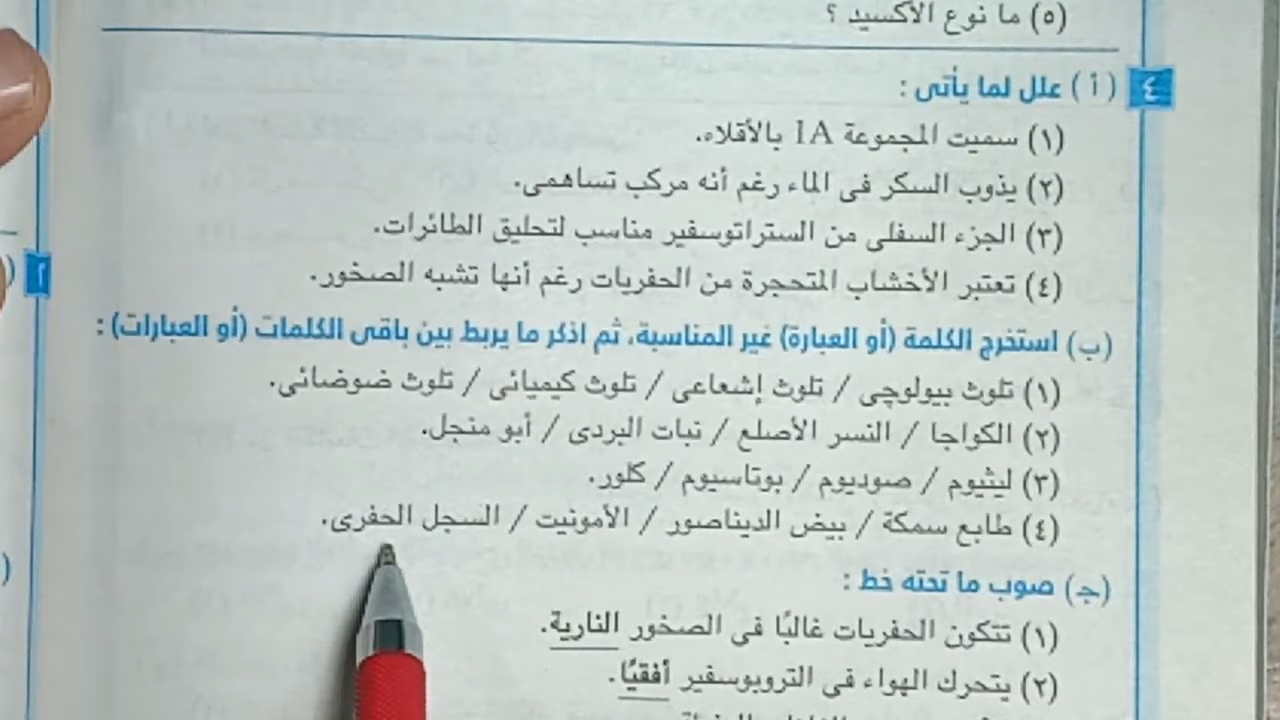 (٥) ما نوع الأكسيد ؟
٤ (أ) علل لما يأتى :
(١) سميت المجموعة 1A بالأقلاء.
(٢) يذوب السكر فى الماء رغم أنه مركب تساهمى.
(٣) الجزء السفلى من الستراتوسفير مناسب لتحليق الطائرات.
(٤) تعتبر الأخشاب المتحجرة من الحفريات رغم أنها تشبه الصخور.
(ب) استخرج الكلمة (أو العبارة) غير المناسبة، ثم اذكر ما يربط بين باقى الكلمات (أو العبارات) :
(١) تلوث بيولوچى / تلوث إشعاعى / تلوث كيميائى / تلوث ضوضائى.
(٢) الكواجا / النسر الأصلع / نبات البردى / أبو منجل.
(٣) ليثيوم / صوديوم / بوتاسيوم / كلور.
(٤) طابع سمكة / بيض الديناصور / الأمونيت / السجل الحفرى.
(جـ) صوب ما تحته خط :
(١) تتكون الحفريات غالبًا فى الصخور النارية.
(٢) يتحرك الهواء فى التروبوسفير أفقيًا.